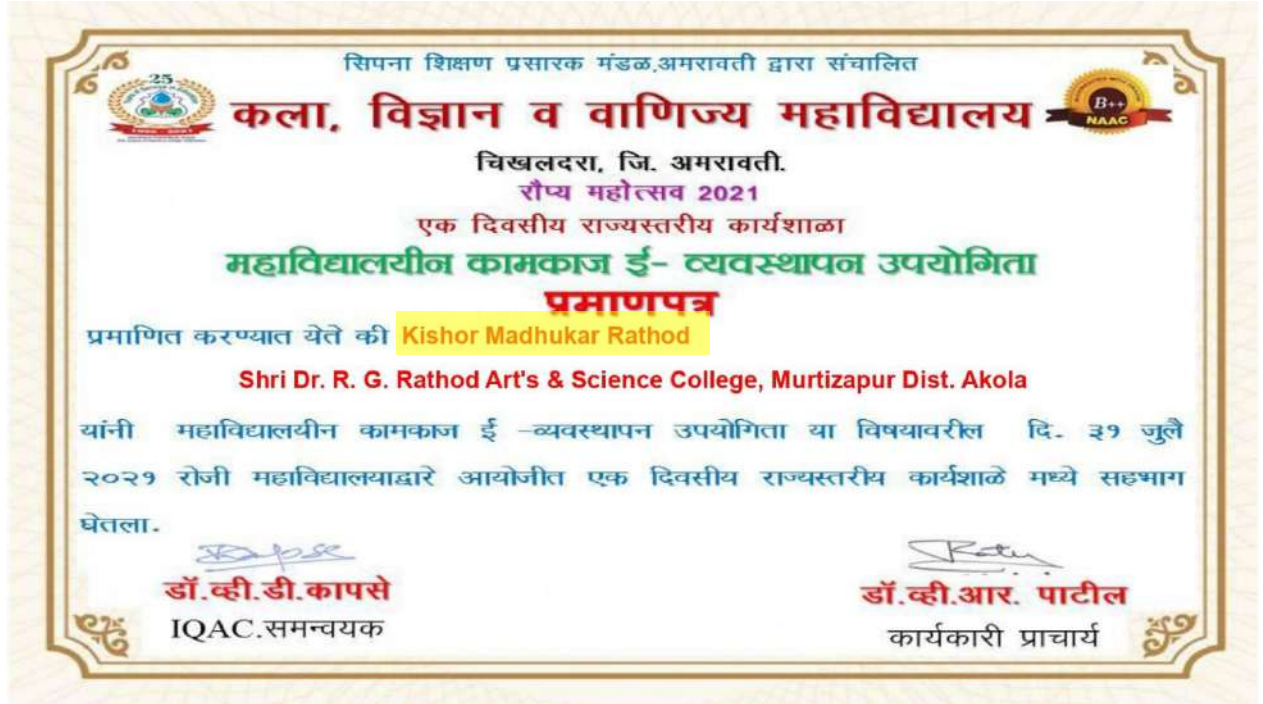 सिपना शिक्षण प्रसारक मंडळ,अमरावती द्वारा संचालित
25
कला, विज्ञान व वाणिज्य महाविद्यालय
B++
NAAC
चिखलदरा, जि. अमरावती.
रौप्य महोत्सव 2021
एक दिवसीय राज्यस्तरीय कार्यशाळा
महाविद्यालयीन कामकाज ई- व्यवस्थापन उपयोगिता
प्रमाणपत्र
प्रमाणित करण्यात येते की Kishor Madhukar Rathod
Shri Dr. R. G. Rathod Art's & Science College, Murtizapur Dist. Akola
यांनी महाविद्यालयीन कामकाज ई -व्यवस्थापन उपयोगिता या विषयावरील दि. ३१ जुलै
२०२१ रोजी महाविद्यालयाद्वारे आयोजीत एक दिवसीय राज्यस्तरीय कार्यशाळे मध्ये सहभाग
घेतला.
डॉ.व्ही.डी.कापसे
IQAC.समन्वयक
डॉ.व्ही.आर. पाटील
कार्यकारी प्राचार्य